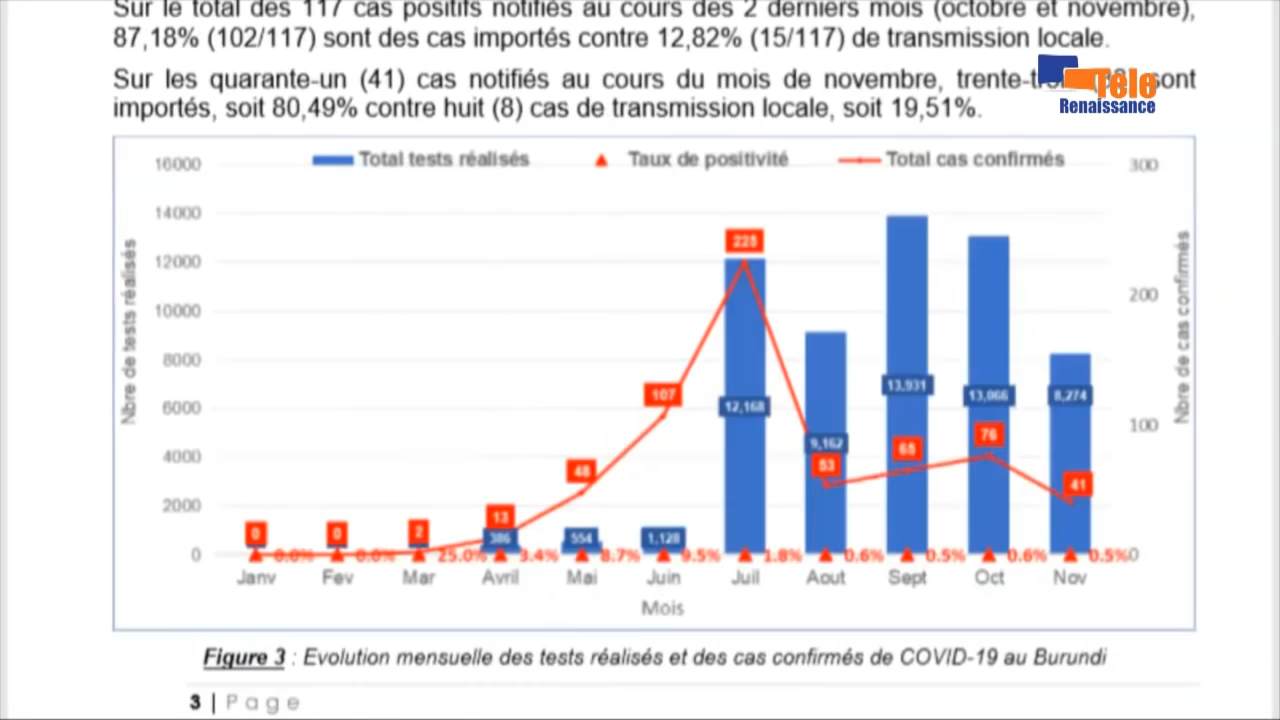 Sur le total des 117 cas positifs notifiés au cours des 2 derniers mois (octobre et novembre),
87,18% (102/117) sont des cas importés contre 12,82% (15/117) de transmission locale.
Sur les quarante-un (41) cas notifiés au cours du mois de novembre, sont
importés, soit 80,49% contre huit (8) cas de transmission locale, soit 19,51%.
Tele
Renaissance
Total tests réalisés Taux de positivité Total cas confirmés
Nbre de tests réalisés
16000
14000
12000
10000
8000
6000
4000
2000
0
300
200
100
0
Nbre de cas confirmés
0 0 2 13 48 107 228 53 65 76 41
386 554 1,128 12,168 9,162 13,931 13,066 8,274
0.0% 0.0% 25.0% 3.4% 8.7% 9.5% 1.8% 0.6% 0.5% 0.6% 0.5%
Janv Fev Mar Avril Mai Juin Juil Aout Sept Oct Nov
Mois
Figure 3 : Evolution mensuelle des tests réalisés et des cas confirmés de COVID-19 au Burundi
3 | Page